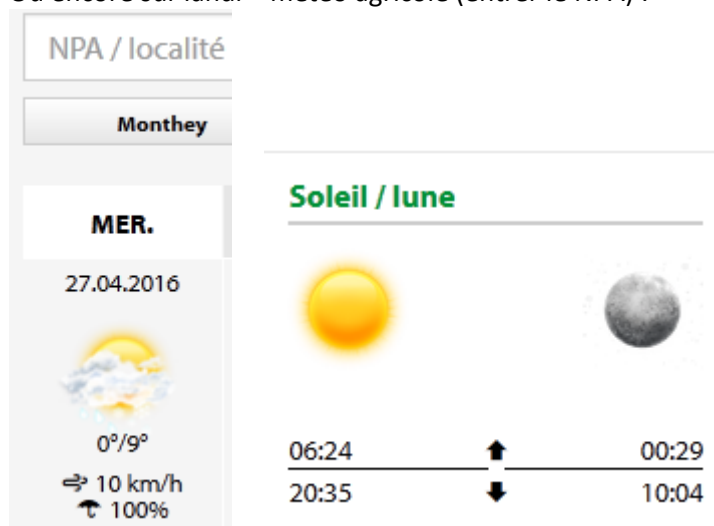 NPA / localité
Monthey
MER.
27.04.2016
0°/9°
10 km/h
100%
Soleil / lune
06:24 00:29
20:35 10:04